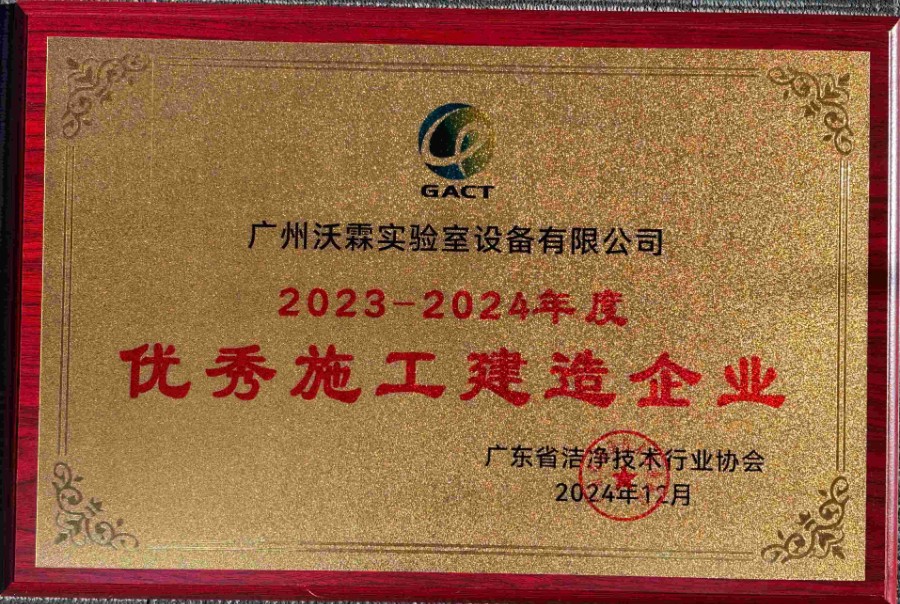 GACT
广州沃霖实验室设备有限公司
2023-2024年度
优秀施工建造企业
广东省洁净技术行业协会
2024年12月